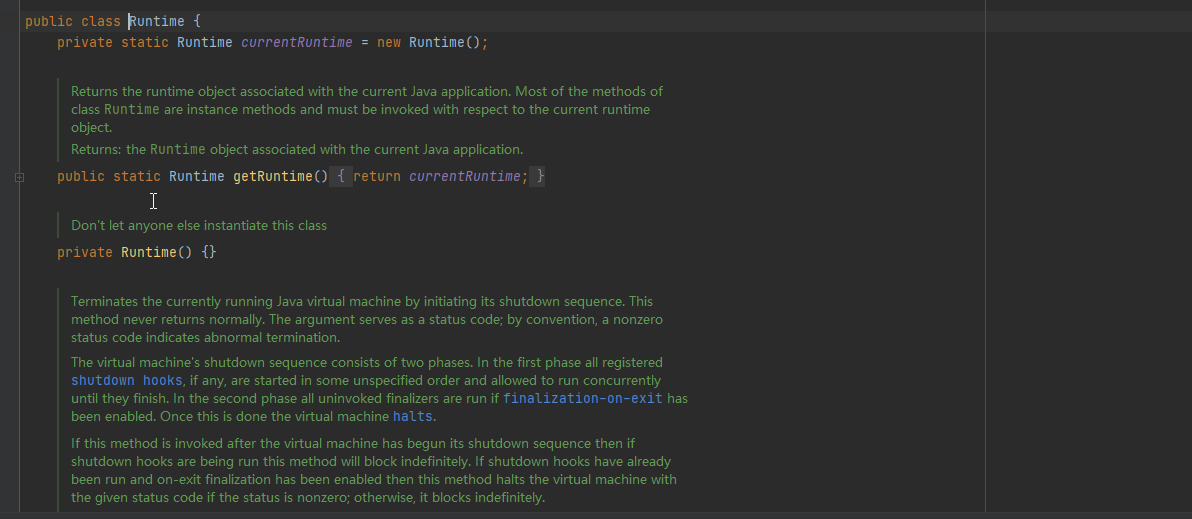 public class Runtime {
private static Runtime currentRuntime = new Runtime();
Returns the runtime object associated with the current Java application. Most of the methods of
class Runtime are instance methods and must be invoked with respect to the current runtime
object.
Returns: the Runtime object associated with the current Java application.
public static Runtime getRuntime() { return currentRuntime; }
Don't let anyone else instantiate this class
private Runtime() {}
Terminates the currently running Java virtual machine by initiating its shutdown sequence. This
method never returns normally. The argument serves as a status code; by convention, a nonzero
status code indicates abnormal termination.
The virtual machine's shutdown sequence consists of two phases. In the first phase all registered
shutdown hooks, if any, are started in some unspecified order and allowed to run concurrently
until they finish. In the second phase all uninvoked finalizers are run if finalization-on-exit has
been enabled. Once this is done the virtual machine halts.
If this method is invoked after the virtual machine has begun its shutdown sequence then if
shutdown hooks are being run this method will block indefinitely. If shutdown hooks have already
been run and on-exit finalization has been enabled then this method halts the virtual machine with
the given status code if the status is nonzero; otherwise, it blocks indefinitely.